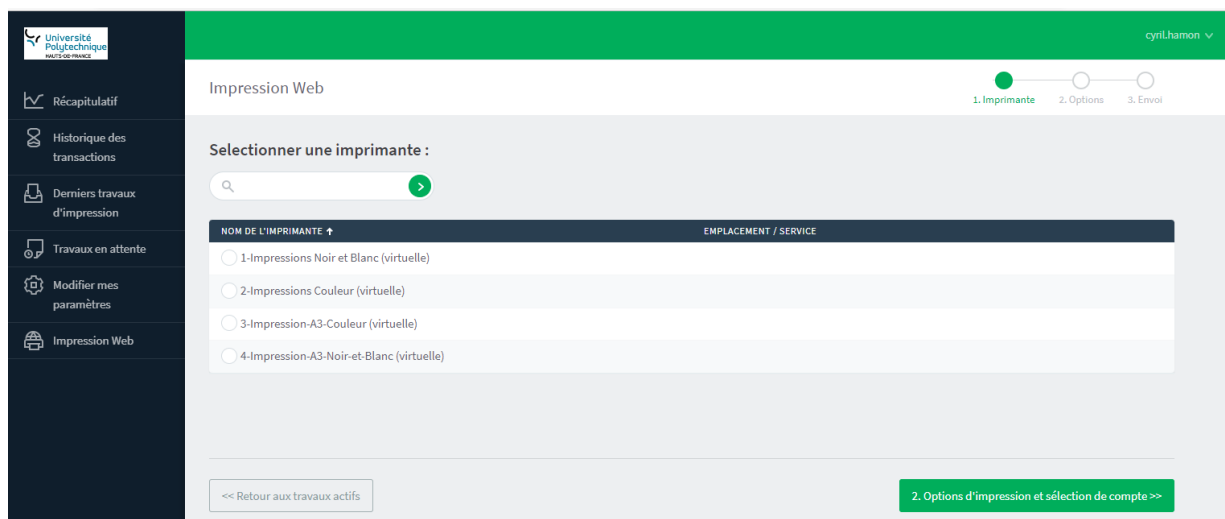 Université
Polytechnique
HAUTS-DE-FRANCE
cyril.hamon
Récapitulatif
Historique des
transactions
Derniers travaux
d'impression
Travaux en attente
Modifier mes
paramètres
Impression Web
Impression Web
1. Imprimante 2. Options 3. Envoi
Selectionner une imprimante :
NOM DE L'IMPRIMANTE ↑ EMPLACEMENT / SERVICE
1-Impressions Noir et Blanc (virtuelle)
2-Impressions Couleur (virtuelle)
3-Impression-A3-Couleur (virtuelle)
4-Impression-A3-Noir-et-Blanc (virtuelle)
<< Retour aux travaux actifs
2. Options d'impression et sélection de compte >>